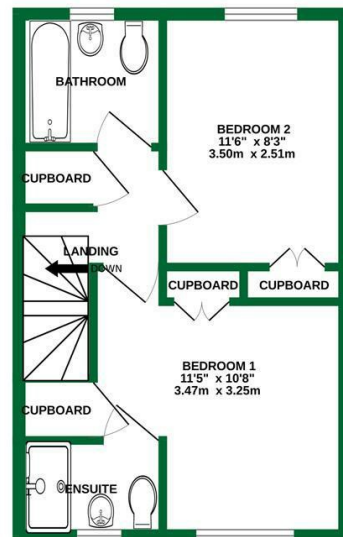 BATHROOM
BEDROOM 2
11'6" x 8'3"
3.50m x 2.51m
CUPBOARD
LANDING
DOWN
CUPBOARD
CUPBOARD
BEDROOM 1
11'5" x 10'8"
3.47m x 3.25m
CUPBOARD
ENSUITE